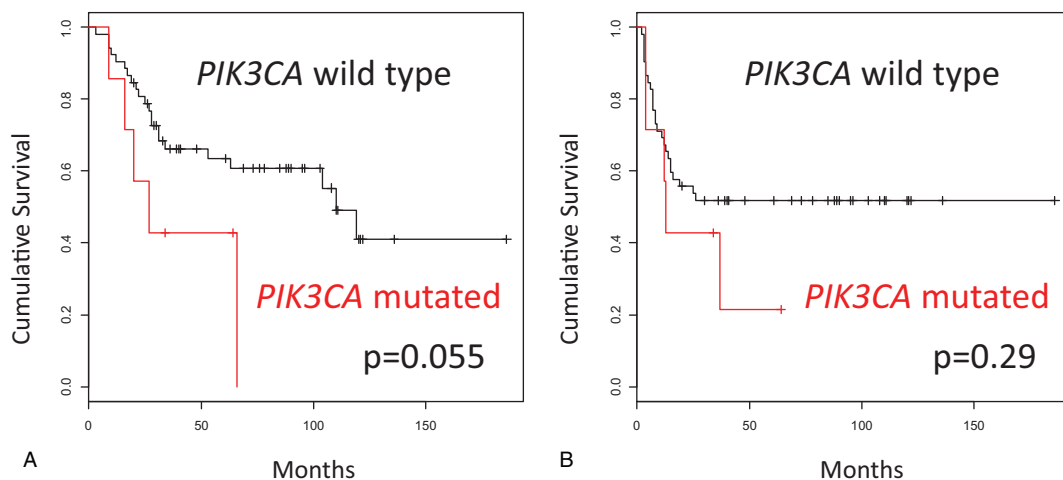 Cumulative Survival
1.0
0.8
0.6
0.4
0.2
0.0
PIK3CA wild type
PIK3CA mutated
p=0.055
0 50 100 150
A
Months
Cumulative Survival
1.0
0.8
0.6
0.4
0.2
0.0
PIK3CA wild type
PIK3CA mutated
p=0.29
0 50 100 150
B
Months